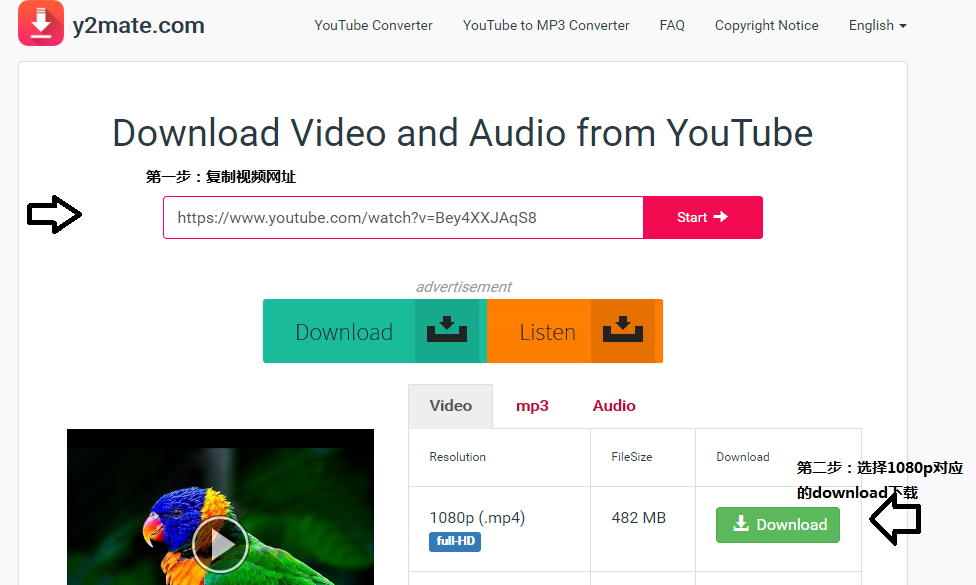 y2mate.com
YouTube Converter
YouTube to MP3 Converter
FAQ
Copyright Notice
English
Download Video and Audio from YouTube
第一步：复制视频网址
https://www.youtube.com/watch?v=Bey4XXJAqS8
Start
advertisement
Download
Listen
Video
mp3
Audio
Resolution
FileSize
Download
第二步：选择1080p对应
的download下载
1080p (.mp4)
full-HD
482 MB
Download